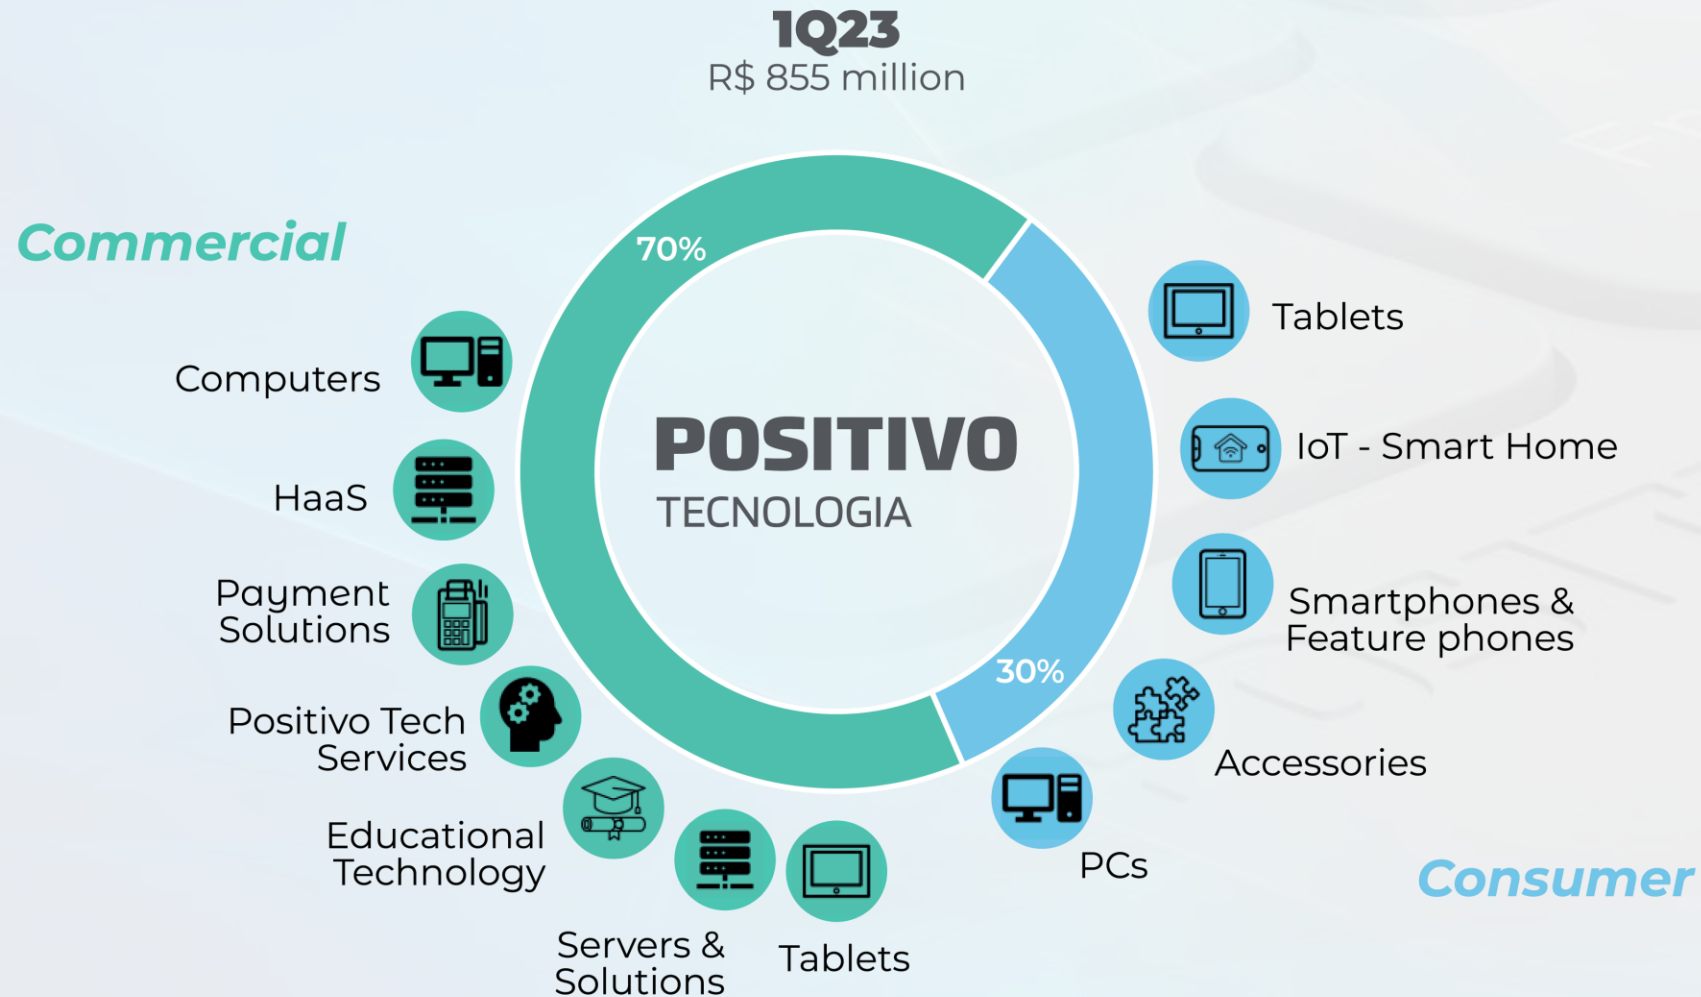 1Q23
R$ 855 million
Commercial
70%
Computers
HaaS
Payment
Solutions
Positivo Tech
Services
Educational
Technology
Servers &
Solutions
Tablets
POSITIVO
TECNOLOGIA
Tablets
IoT - Smart Home
Smartphones &
Feature phones
30%
Accessories
PCs
Consumer